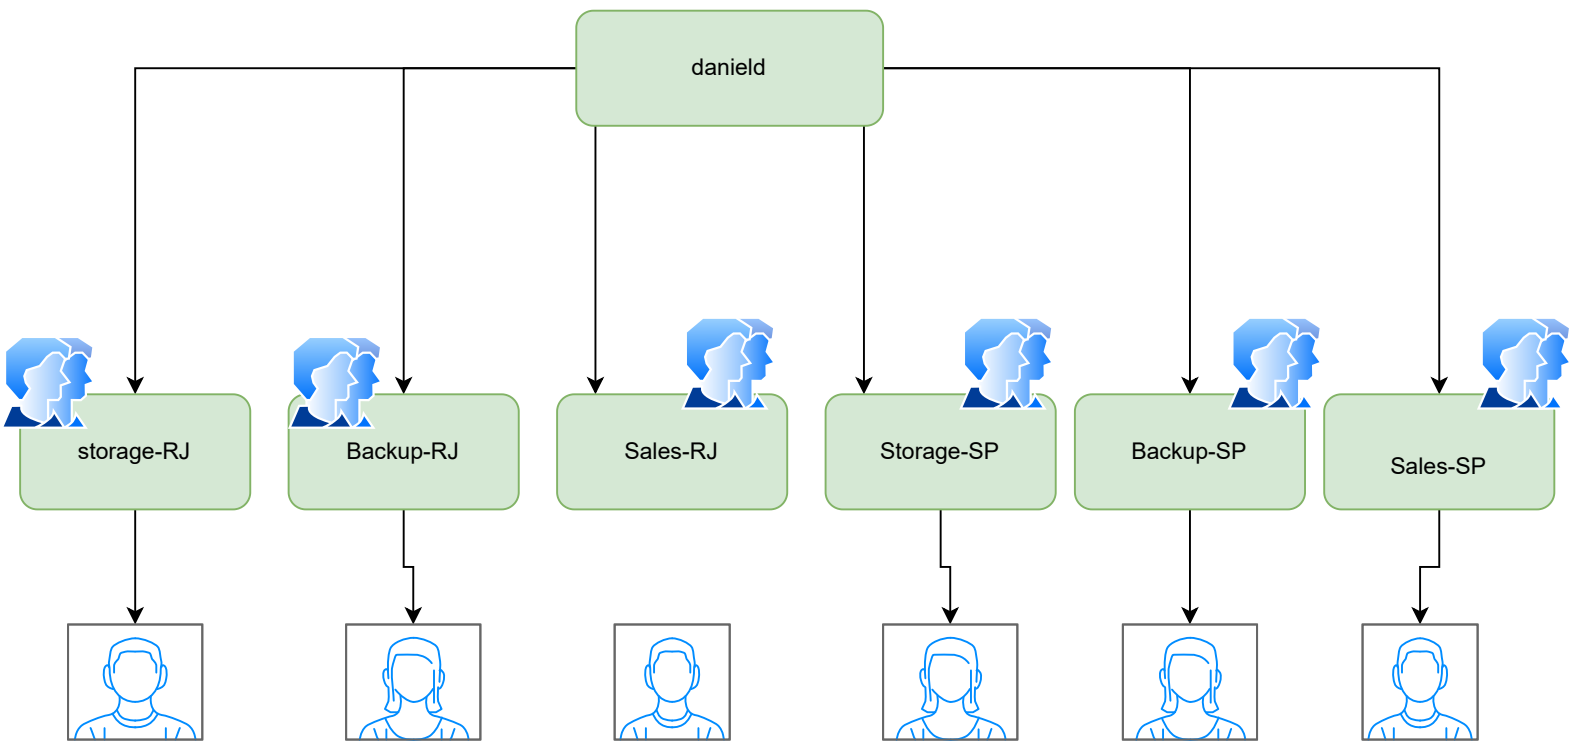 danield
storage-RJ
Backup-RJ
Sales-RJ
Storage-SP
Backup-SP
Sales-SP